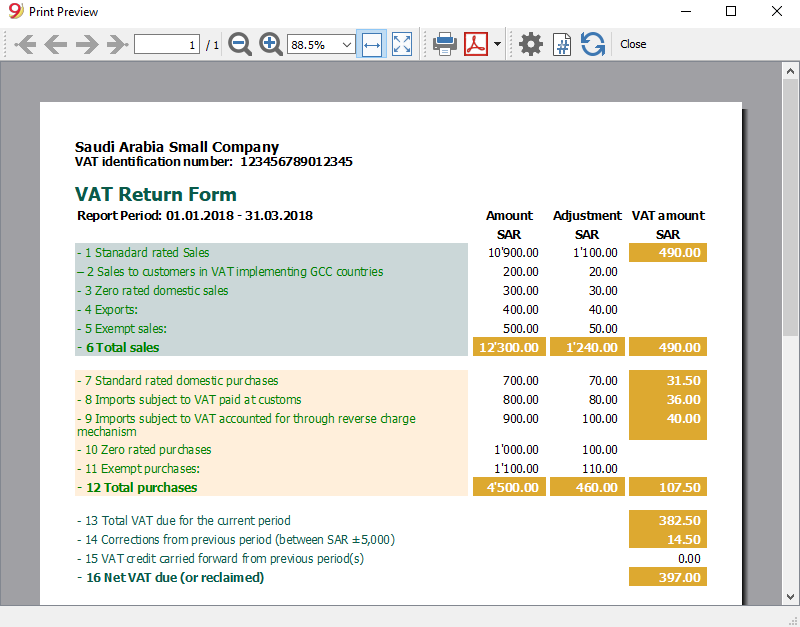 Print Preview
1 / 1 88.5% Close
Saudi Arabia Small Company
VAT identification number: 123456789012345
VAT Return Form
Report Period: 01.01.2018 - 31.03.2018 Amount Adjustment VAT amount
SAR SAR SAR
- 1 Stanadard rated Sales 10'900.00 1'100.00 490.00
– 2 Sales to customers in VAT implementing GCC countries 200.00 20.00
- 3 Zero rated domestic sales 300.00 30.00
- 4 Exports: 400.00 40.00
- 5 Exempt sales: 500.00 50.00
- 6 Total sales 12'300.00 1'240.00 490.00
- 7 Standard rated domestic purchases 700.00 70.00 31.50
- 8 Imports subject to VAT paid at customs 800.00 80.00 36.00
- 9 Imports subject to VAT accounted for through reverse charge 900.00 100.00 40.00
mechanism
- 10 Zero rated purchases 1'000.00 100.00
- 11 Exempt purchases: 1'100.00 110.00
- 12 Total purchases 4'500.00 460.00 107.50
- 13 Total VAT due for the current period 382.50
- 14 Corrections from previous period (between SAR ±5,000) 14.50
- 15 VAT credit carried forward from previous period(s) 0.00
- 16 Net VAT due (or reclaimed) 397.00